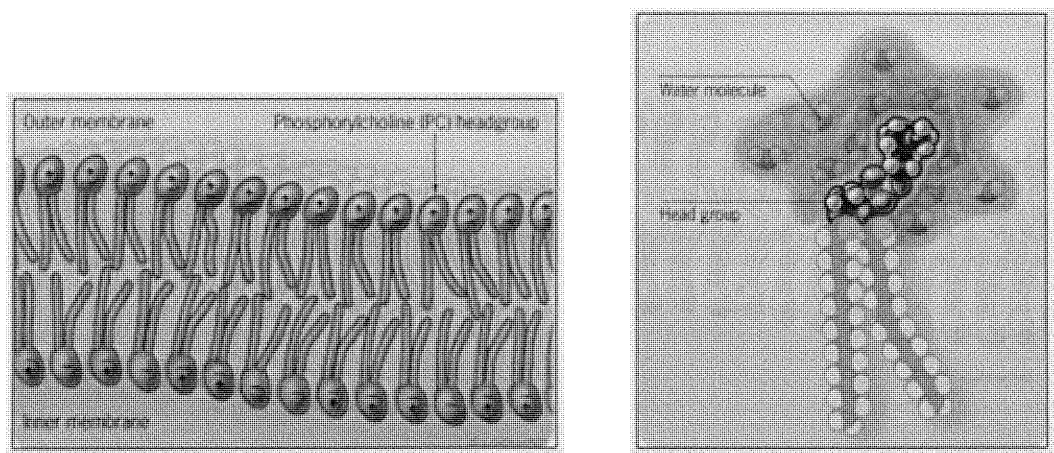 Outer membrane
Phosphorylcholine (PC) headgroup
Inner membrane
Water molecule
Head group